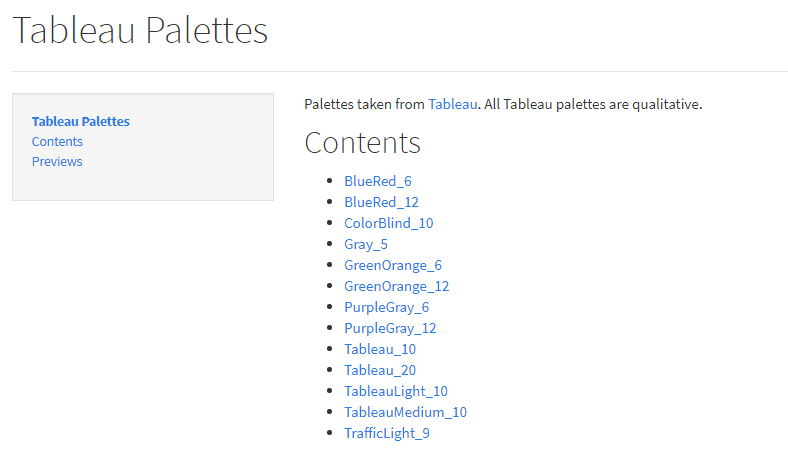 Tableau Palettes
Tableau Palettes
Contents
Previews
Palettes taken from Tableau. All Tableau palettes are qualitative.
Contents
BlueRed_6
BlueRed_12
ColorBlind_10
Gray_5
GreenOrange_6
GreenOrange_12
PurpleGray_6
PurpleGray_12
Tableau_10
Tableau_20
TableauLight_10
TableauMedium_10
TrafficLight_9